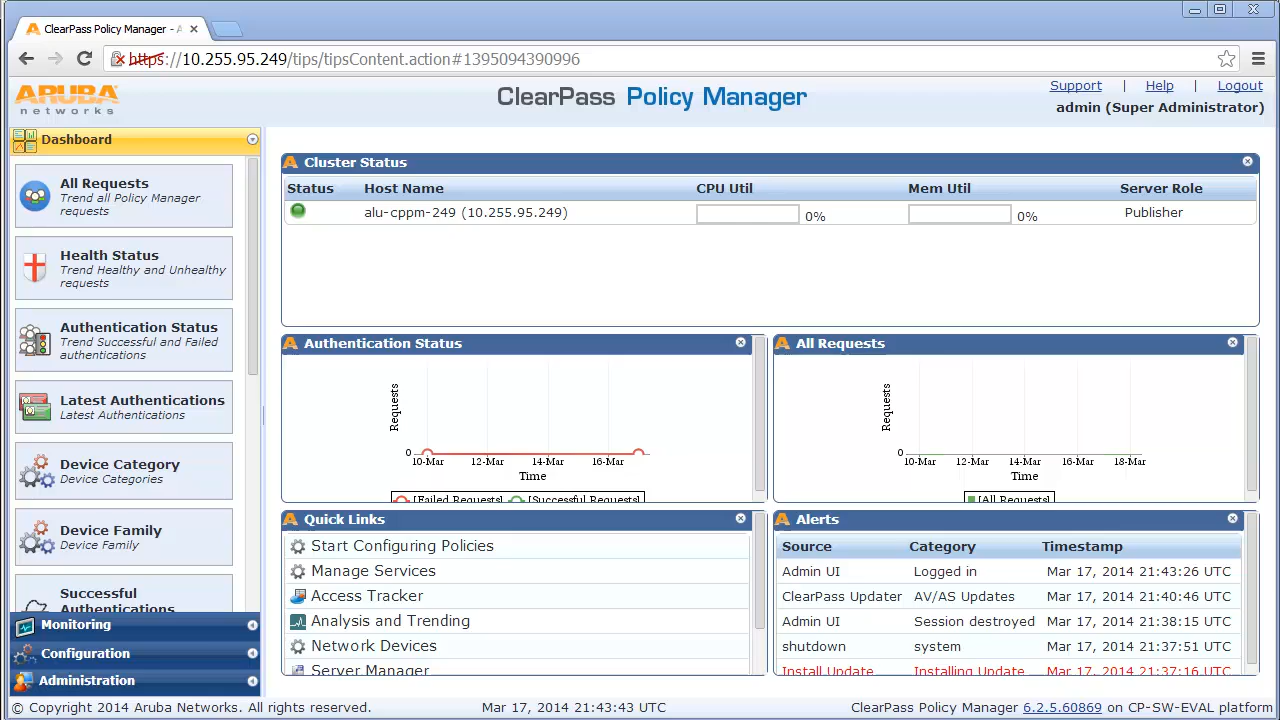 ClearPass Policy Manager - A
https://10.255.95.249/tips/tipsContent.action#1395094390996
ARUBA
networks
ClearPass Policy Manager
Support | Help | Logout
admin (Super Administrator)
Dashboard
All Requests
Trend all Policy Manager
requests
Health Status
Trend Healthy and Unhealthy
requests
Authentication Status
Trend Successful and Failed
authentications
Latest Authentications
Latest Authentications
Device Category
Device Categories
Device Family
Device Family
Successful
Authentications
Monitoring
Configuration
Administration
Cluster Status
Status Host Name CPU Util Mem Util Server Role
alu-cppm-249 (10.255.95.249) 0% 0% Publisher
Authentication Status
Requests
0
10-Mar 12-Mar 14-Mar 16-Mar
Time
[Failed Requests] [Successful Requests]
All Requests
Requests
0
10-Mar 12-Mar 14-Mar 16-Mar 18-Mar
Time
[All Requests]
Quick Links
Start Configuring Policies
Manage Services
Access Tracker
Analysis and Trending
Network Devices
Server Manager
Alerts
Source Category Timestamp
Admin UI Logged in Mar 17, 2014 21:43:26 UTC
ClearPass Updater AV/AS Updates Mar 17, 2014 21:40:46 UTC
Admin UI Session destroyed Mar 17, 2014 21:38:15 UTC
shutdown system Mar 17, 2014 21:37:51 UTC
Install Update Installing Update Mar 17, 2014 21:37:16 UTC
© Copyright 2014 Aruba Networks. All rights reserved. Mar 17, 2014 21:43:43 UTC ClearPass Policy Manager 6.2.5.60869 on CP-SW-EVAL platform